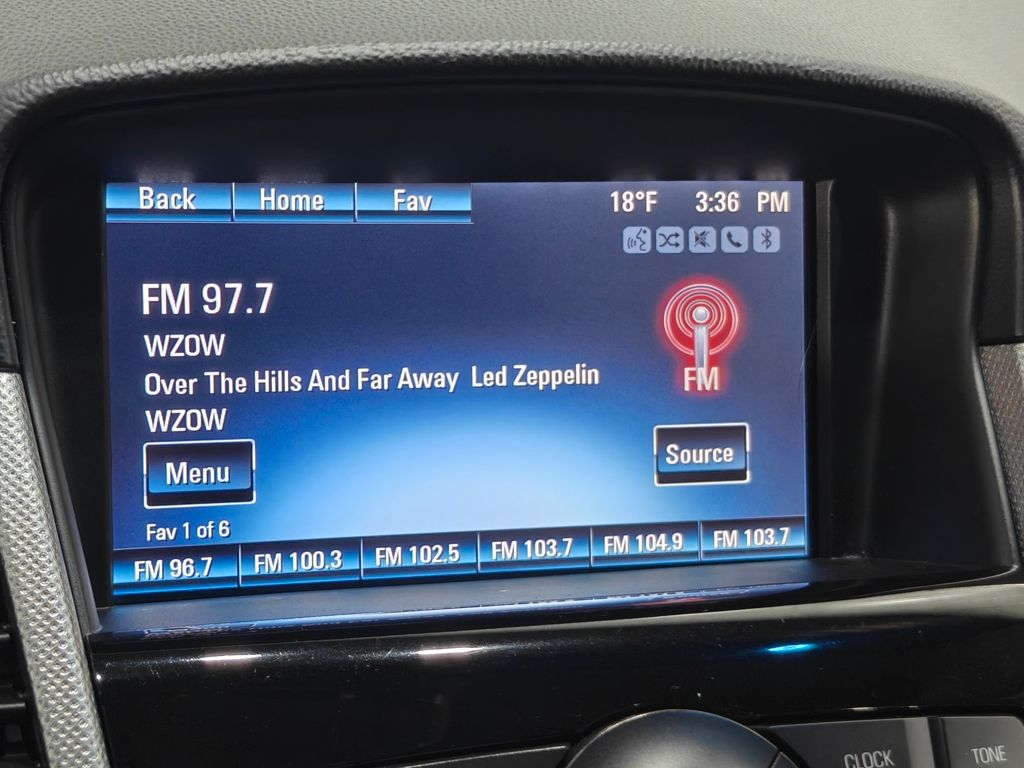 Back Home Fav 18°F 3:36 PM
FM 97.7
WZOW
Over The Hills And Far Away Led Zeppelin
FM
WZOW
Menu Source
Fav 1 of 6
FM 96.7 FM 100.3 FM 102.5 FM 103.7 FM 104.9 FM 103.7
CLOCK TONE